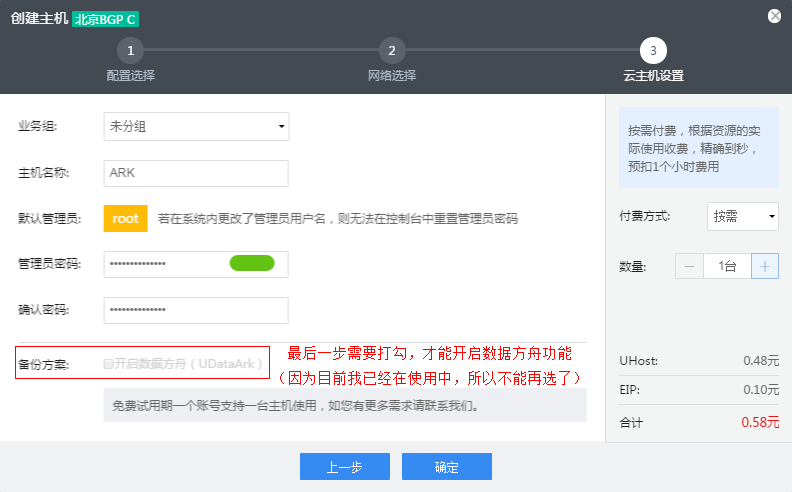 创建主机 北京BGP C
1 2 3
配置选择 网络选择 云主机设置
业务组: 未分组
主机名称: ARK
默认管理员: root 若在系统内更改了管理员用户名，则无法在控制台中重置管理员密码
管理员密码: ••••••••••••••
确认密码: ••••••••••••••
备份方案: 开启数据方舟（UDataArk）
最后一步需要打勾，才能开启数据方舟功能
（因为目前我已经在使用中，所以不能再选了）
免费试用期一个账号支持一台主机使用，如您有更多需求请联系我们。
按需付费，根据资源的实
际使用收费，精确到秒，
预扣1个小时费用
付费方式: 按需
数量: － 1台 ＋
UHost: 0.48元
EIP: 0.10元
合计 0.58元
上一步 确定